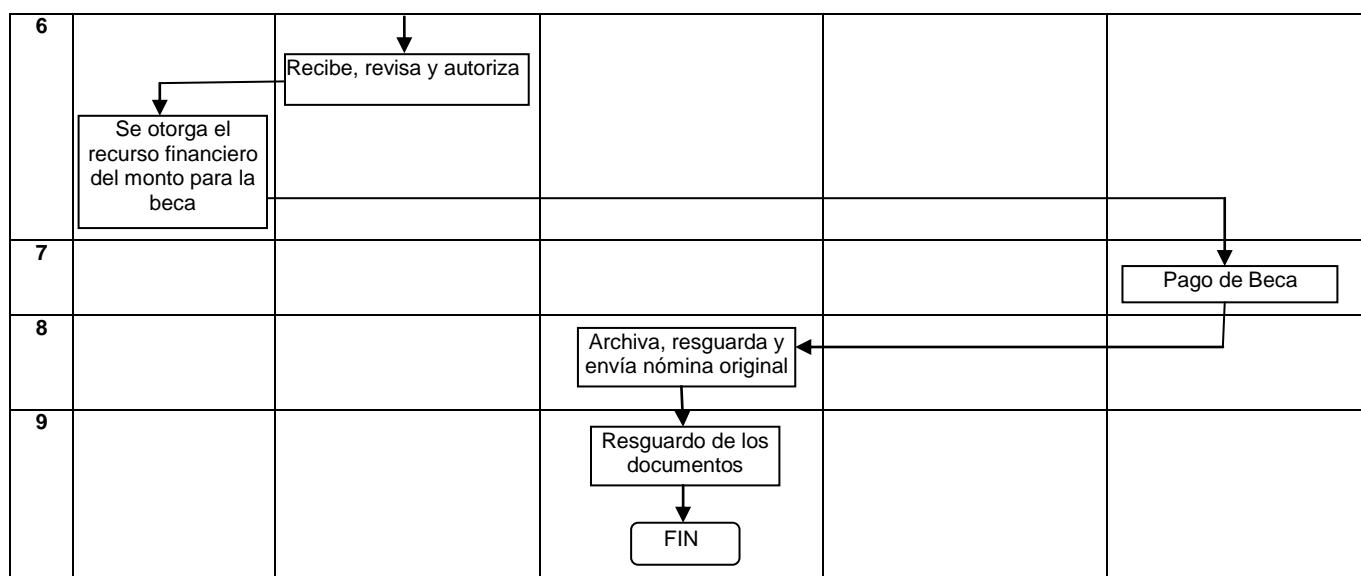 6
Recibe, revisa y autoriza
Se otorga el
recurso financiero
del monto para la
beca
7
Pago de Beca
8
Archiva, resguarda y
envía nómina original
9
Resguardo de los
documentos
FIN